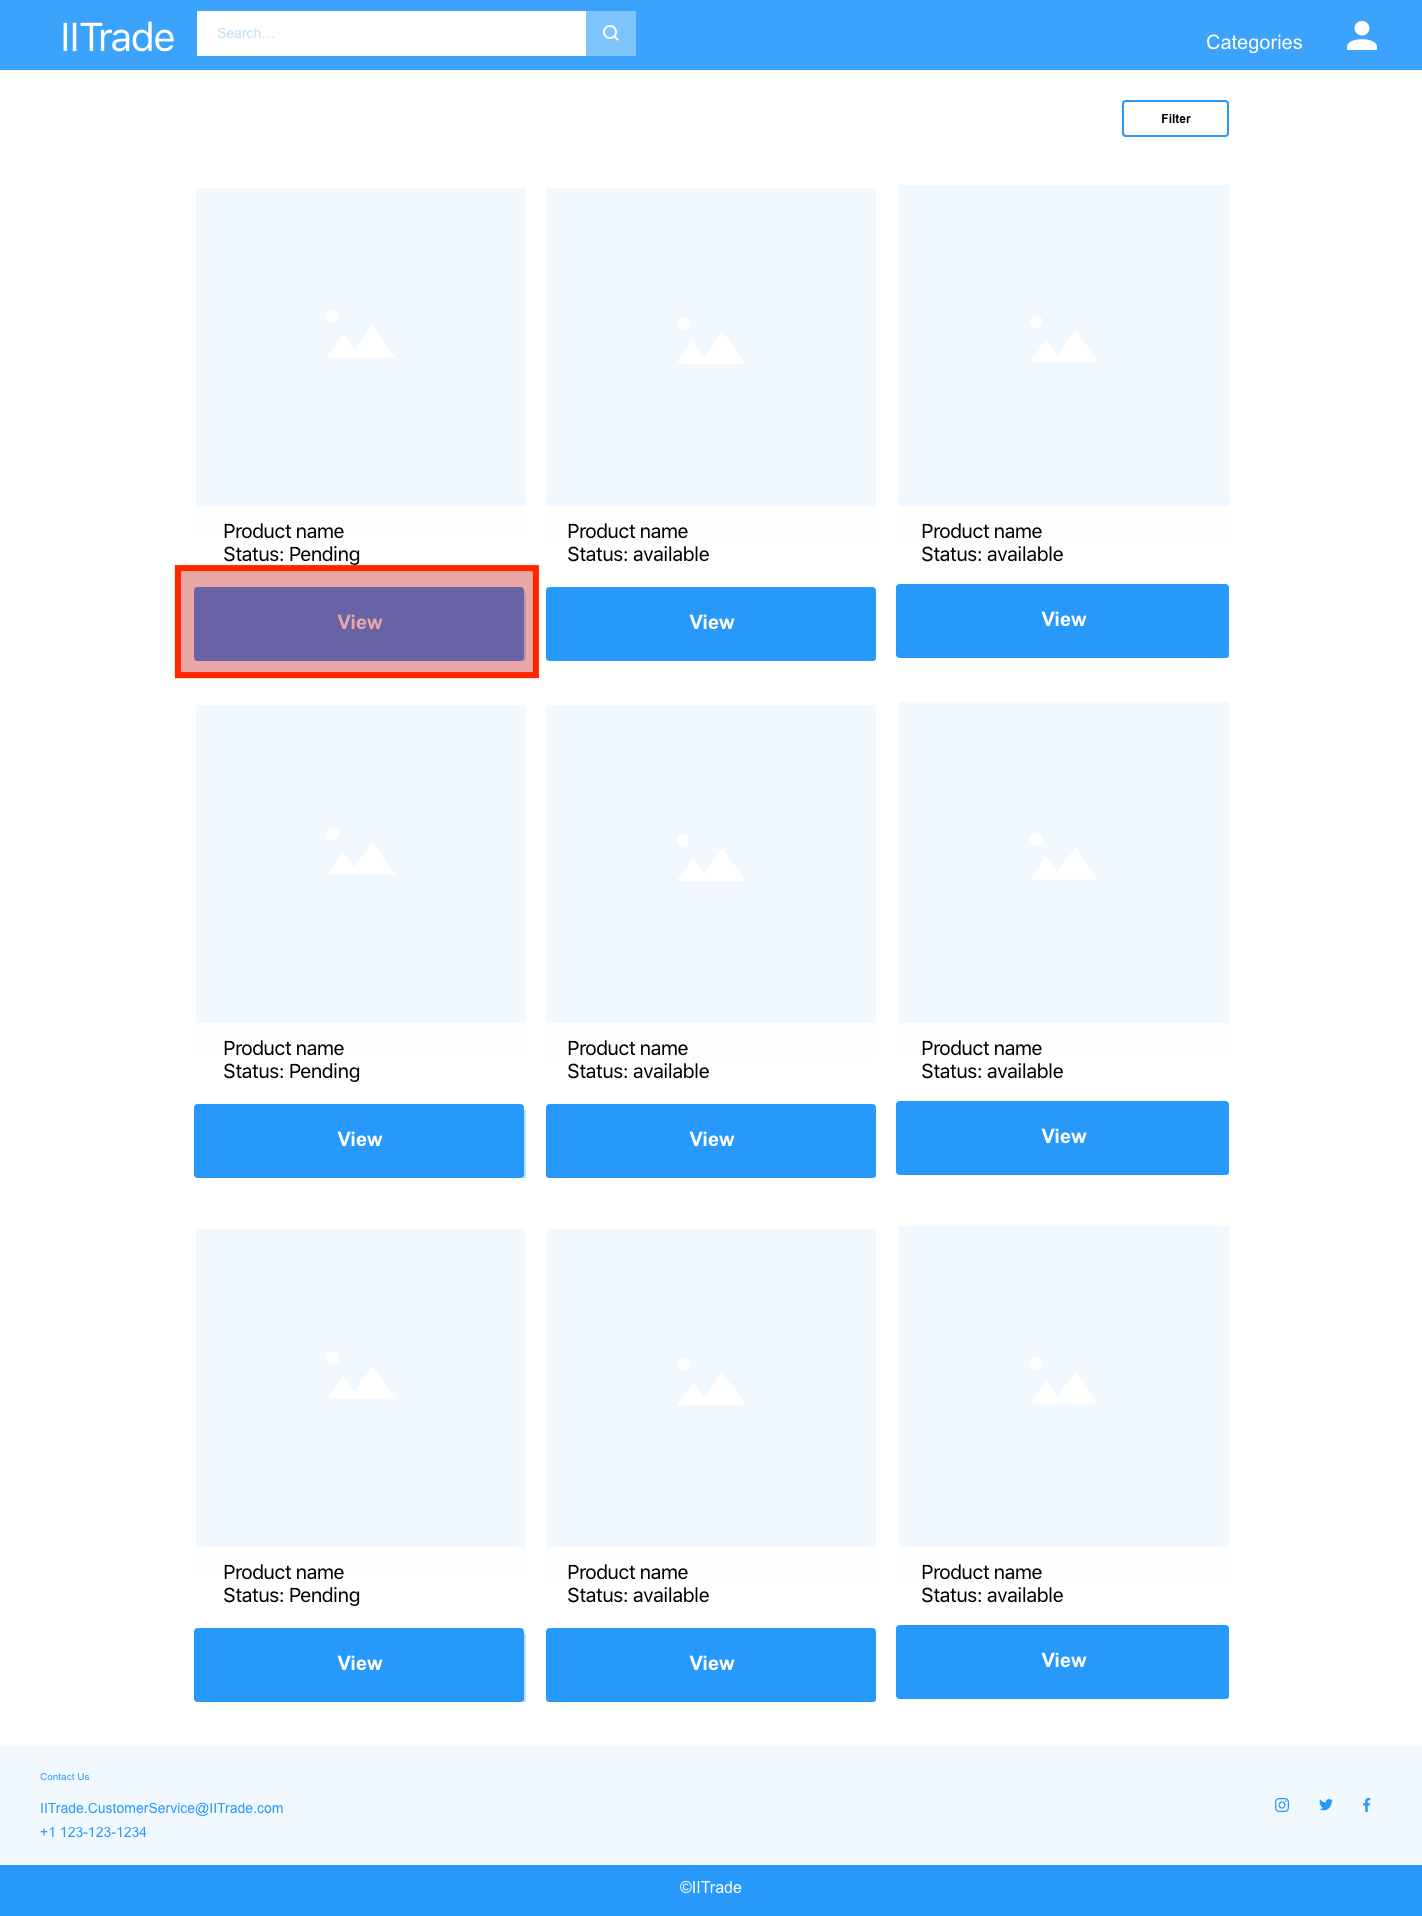 IITrade
Search...
Categories
Filter
Product name
Status: Pending
Product name
Status: available
Product name
Status: available
View
View
View
Product name
Status: Pending
Product name
Status: available
Product name
Status: available
View
View
View
Product name
Status: Pending
Product name
Status: available
Product name
Status: available
View
View
View
Contact Us
IITrade.CustomerService@IITrade.com
+1 123-123-1234
©IITrade